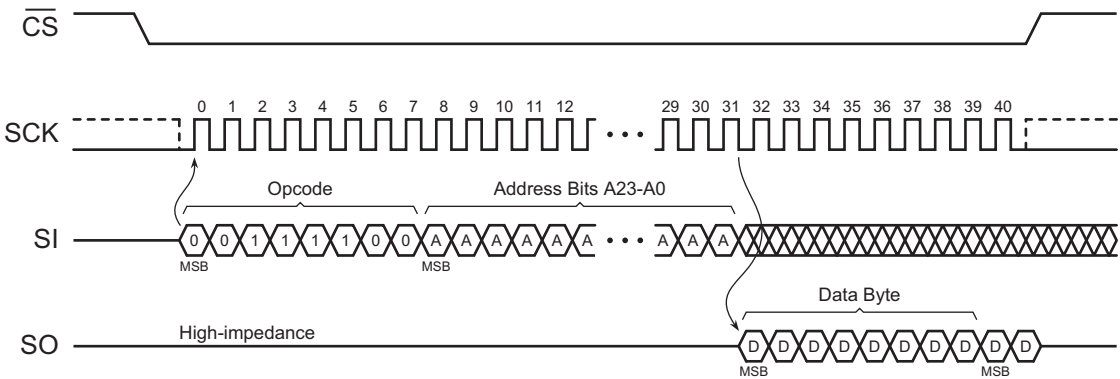 CS
0 1 2 3 4 5 6 7 8 9 10 11 12 29 30 31 32 33 34 35 36 37 38 39 40
SCK
Opcode Address Bits A23-A0
SI 0 0 1 1 1 1 0 0 A A A A A A A A A
MSB MSB
Data Byte
High-impedance
SO D D D D D D D D D D
MSB MSB